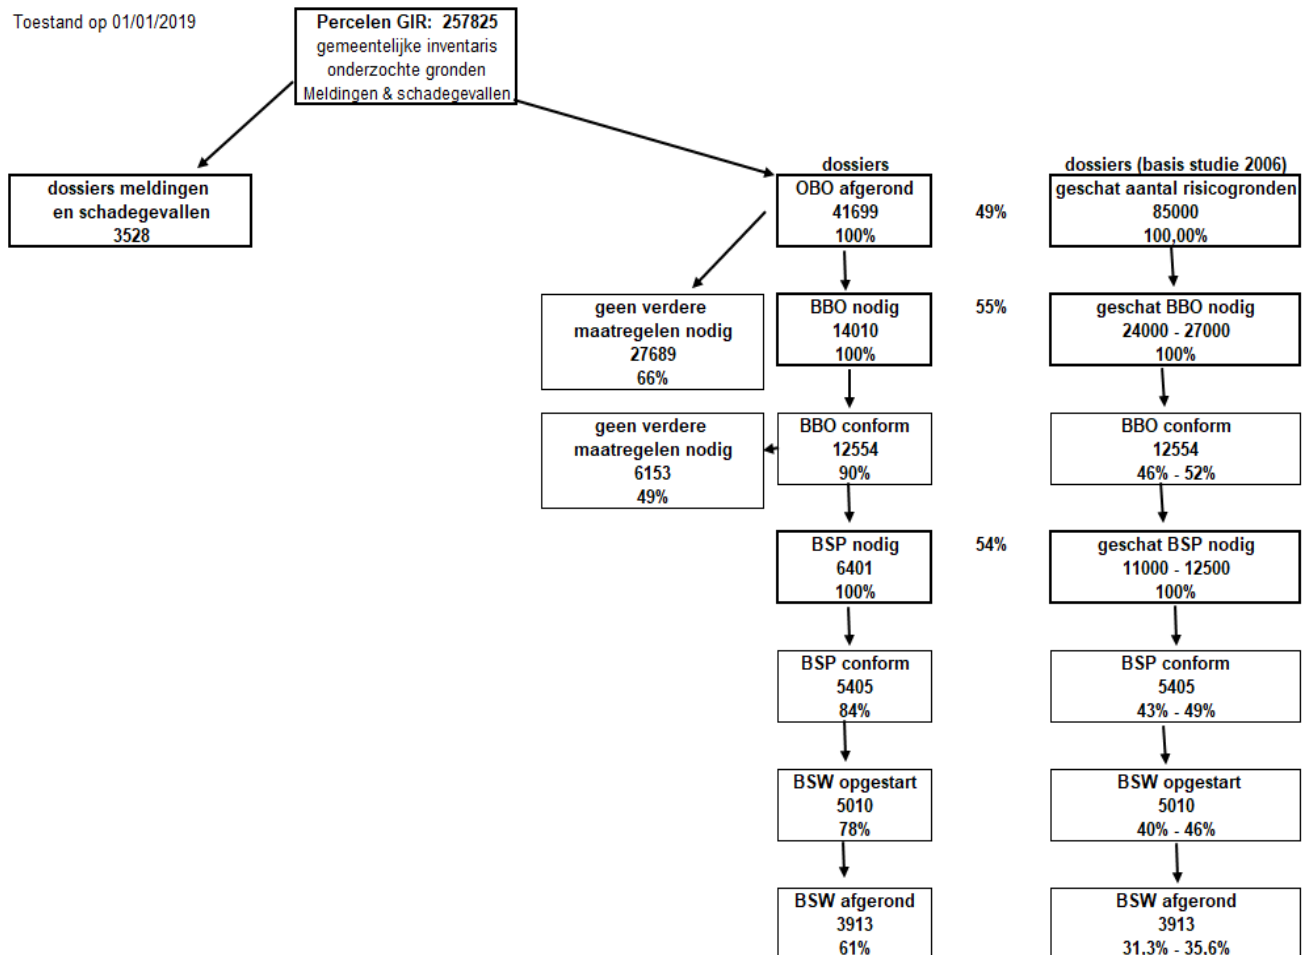 Toestand op 01/01/2019
Percelen GIR: 257825
gemeentelijke inventaris
onderzochte gronden
Meldingen & schadegevallen
dossiers meldingen
en schadegevallen
3528
dossiers
OBO afgerond
41699
100%
49%
dossiers (basis studie 2006)
geschat aantal risicogronden
85000
100,00%
geen verdere
maatregelen nodig
27689
66%
BBO nodig
14010
100%
55%
geschat BBO nodig
24000 - 27000
100%
geen verdere
maatregelen nodig
6153
49%
BBO conform
12554
90%
BBO conform
12554
46% - 52%
BSP nodig
6401
100%
54%
geschat BSP nodig
11000 - 12500
100%
BSP conform
5405
84%
BSP conform
5405
43% - 49%
BSW opgestart
5010
78%
BSW opgestart
5010
40% - 46%
BSW afgerond
3913
61%
BSW afgerond
3913
31,3% - 35,6%